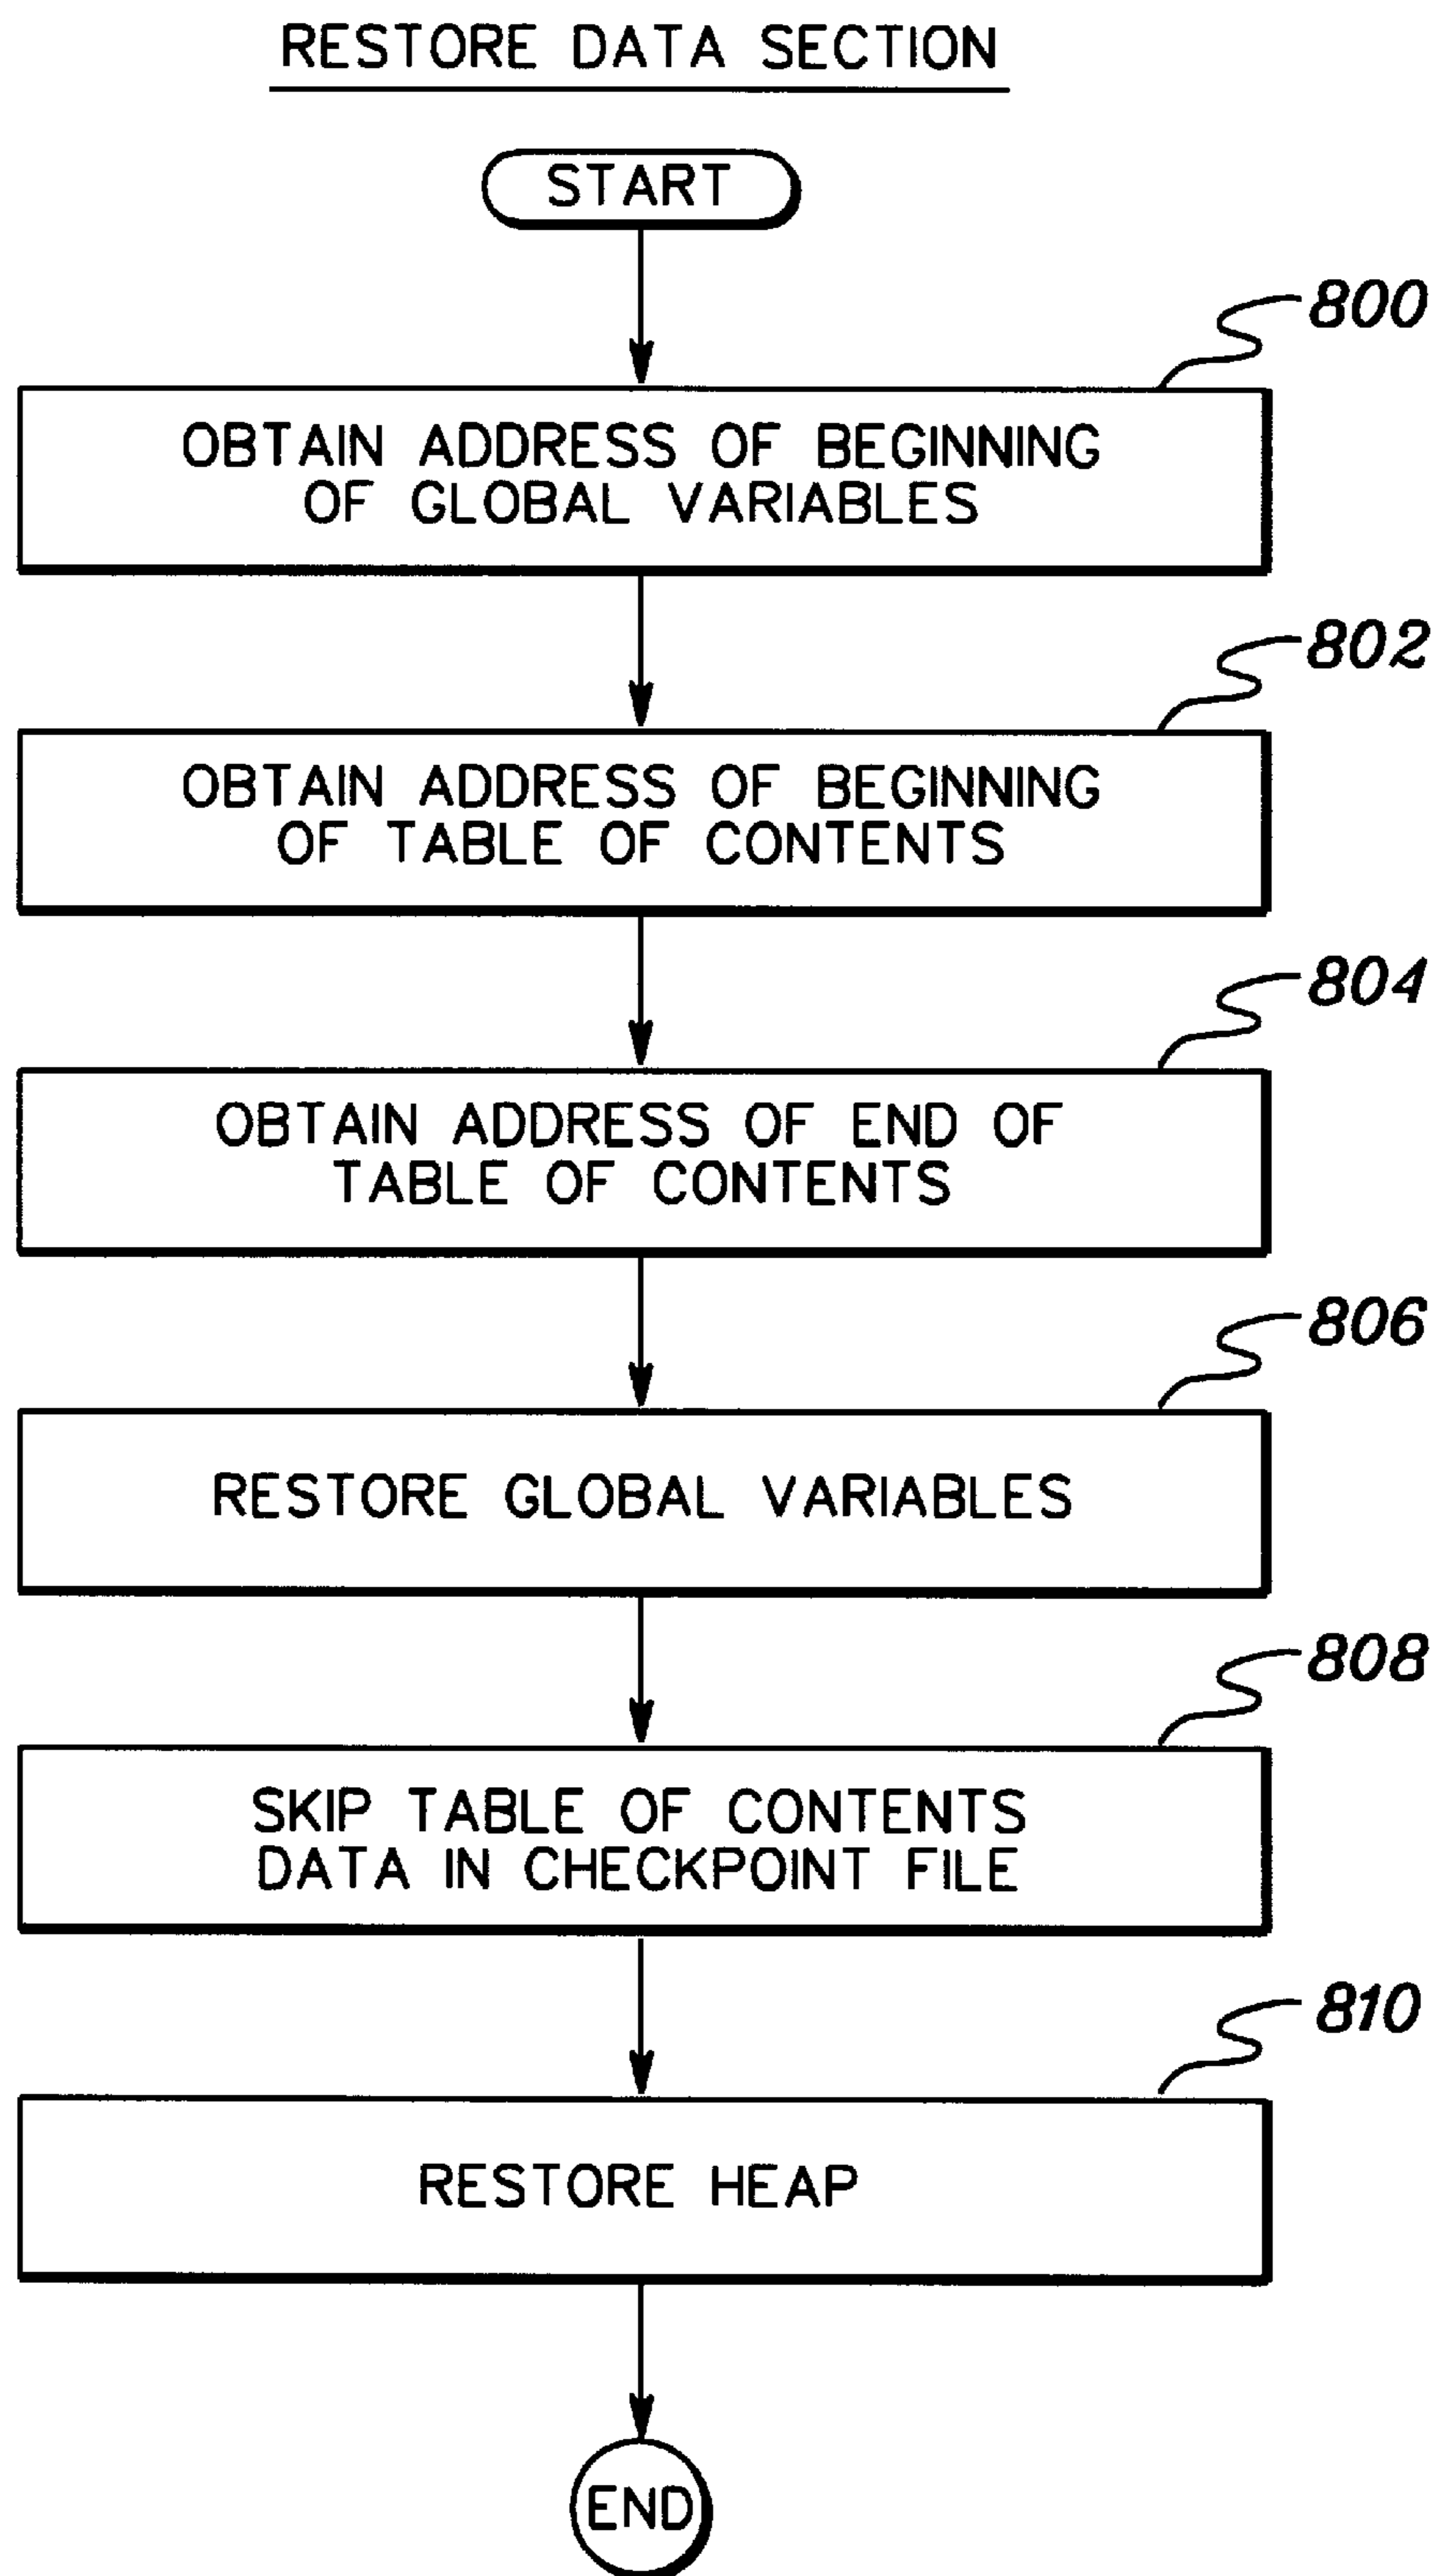 RESTORE DATA SECTION
START
800
OBTAIN ADDRESS OF BEGINNING
OF GLOBAL VARIABLES
802
OBTAIN ADDRESS OF BEGINNING
OF TABLE OF CONTENTS
804
OBTAIN ADDRESS OF END OF
TABLE OF CONTENTS
806
RESTORE GLOBAL VARIABLES
808
SKIP TABLE OF CONTENTS
DATA IN CHECKPOINT FILE
810
RESTORE HEAP
END